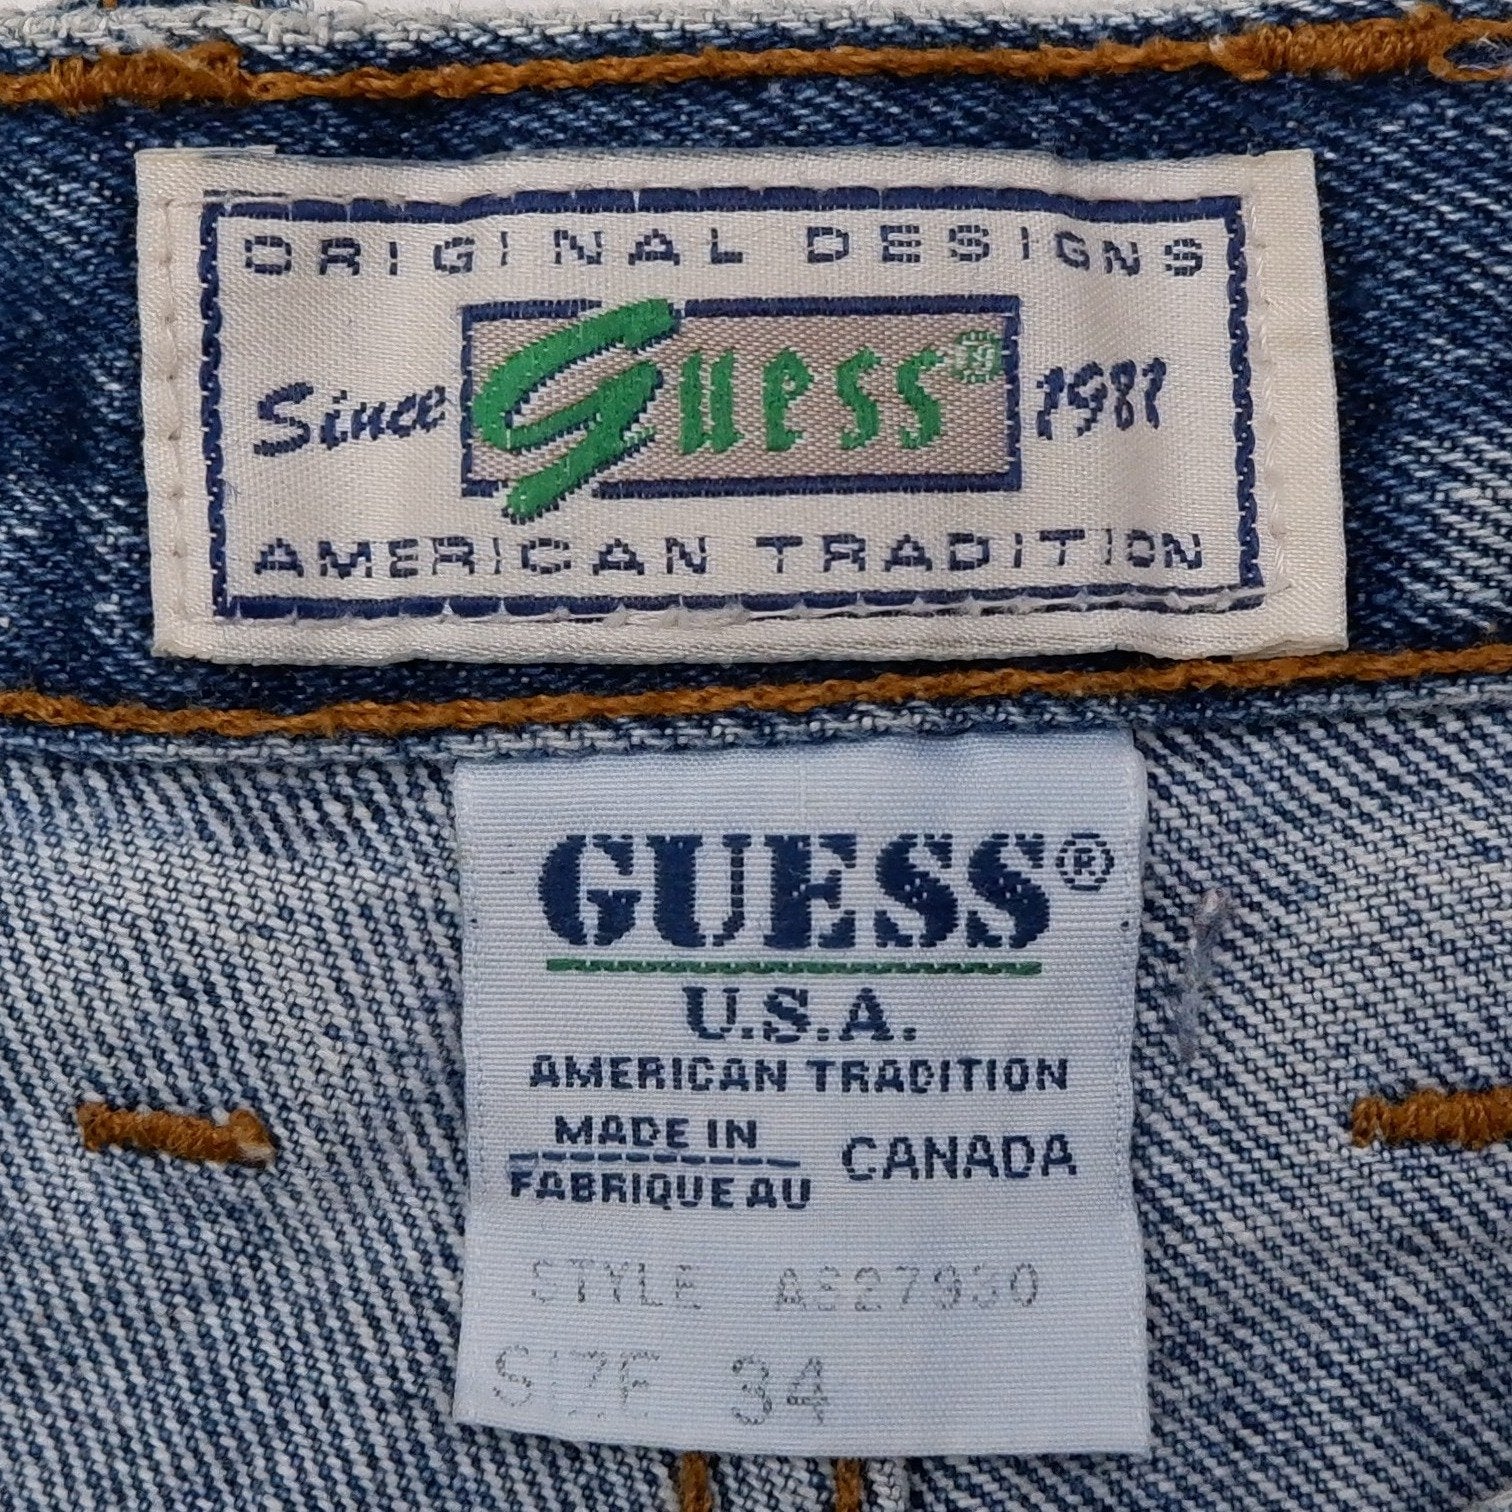 ORIGINAL DESIGNS
Since Guess® 1981
AMERICAN TRADITION
GUESS®
U.S.A.
AMERICAN TRADITION
MADE IN
FABRIQUE AU CANADA
STYLE
SIZE 34